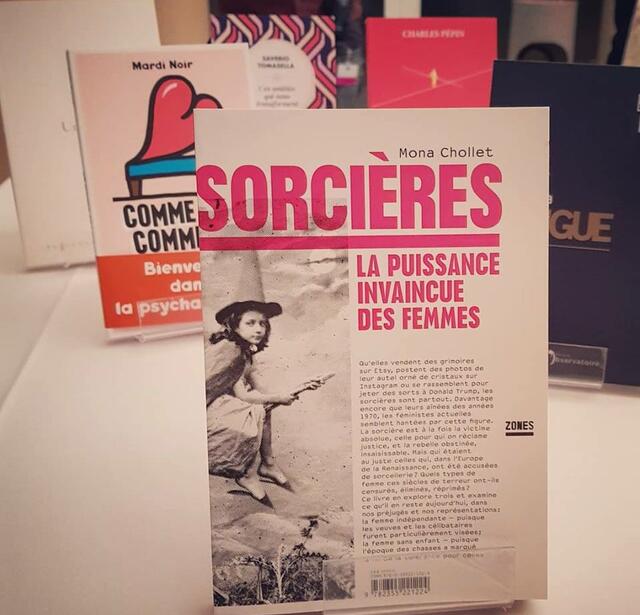 Mardi Noir
COMME
COMM
Bienve
dan
la psycha
SAVERIO
TOMASELLA
CHARLES PÉPIN
GUE
bservatoire
Mona Chollet
SORCIÈRES
LA PUISSANCE
INVAINCUE
DES FEMMES
Qu'elles vendent des grimoires
sur Etsy, postent des photos de
leur autel orné de cristaux sur
Instagram ou se rassemblent pour
jeter des sorts à Donald Trump, les
sorcières sont partout. Davantage
encore que leurs aînées des années
1970, les féministes actuelles
semblent hantées par cette figure.
La sorcière est à la fois la victime
absolue, celle pour qui on réclame
justice, et la rebelle obstinée,
insaisissable. Mais qui étaient
au juste celles qui, dans l'Europe
de la Renaissance, ont été accusées
de sorcellerie? Quels types de
femme ces siècles de terreur ont-ils
censurés, éliminés, réprimés?
Ce livre en explore trois et examine
ce qu'il en reste aujourd'hui, dans
nos préjugés et nos représentations:
la femme indépendante – puisque
les veuves et les célibataires
furent particulièrement visées;
la femme sans enfant – puisque
l'époque des chasses a marqué
ZONES
9 782355 221224